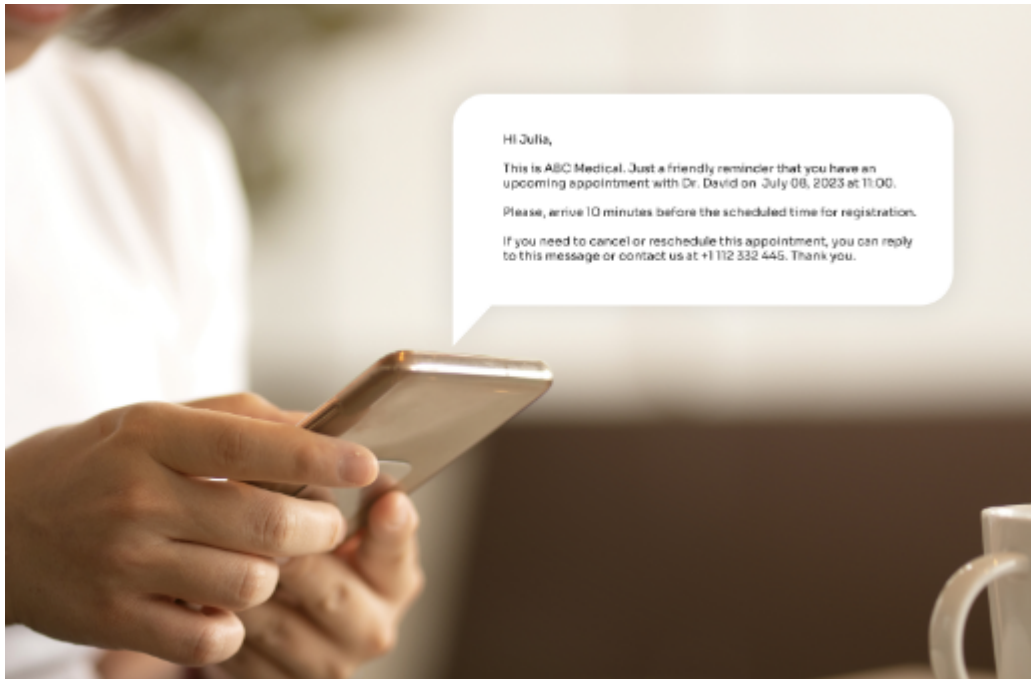 Hi Julia,
This is ABC Medical. Just a friendly reminder that you have an
upcoming appointment with Dr. David on July 08, 2023 at 11:00.
Please, arrive 10 minutes before the scheduled time for registration.
If you need to cancel or reschedule this appointment, you can reply
to this message or contact us at +1 112 332 445. Thank you.